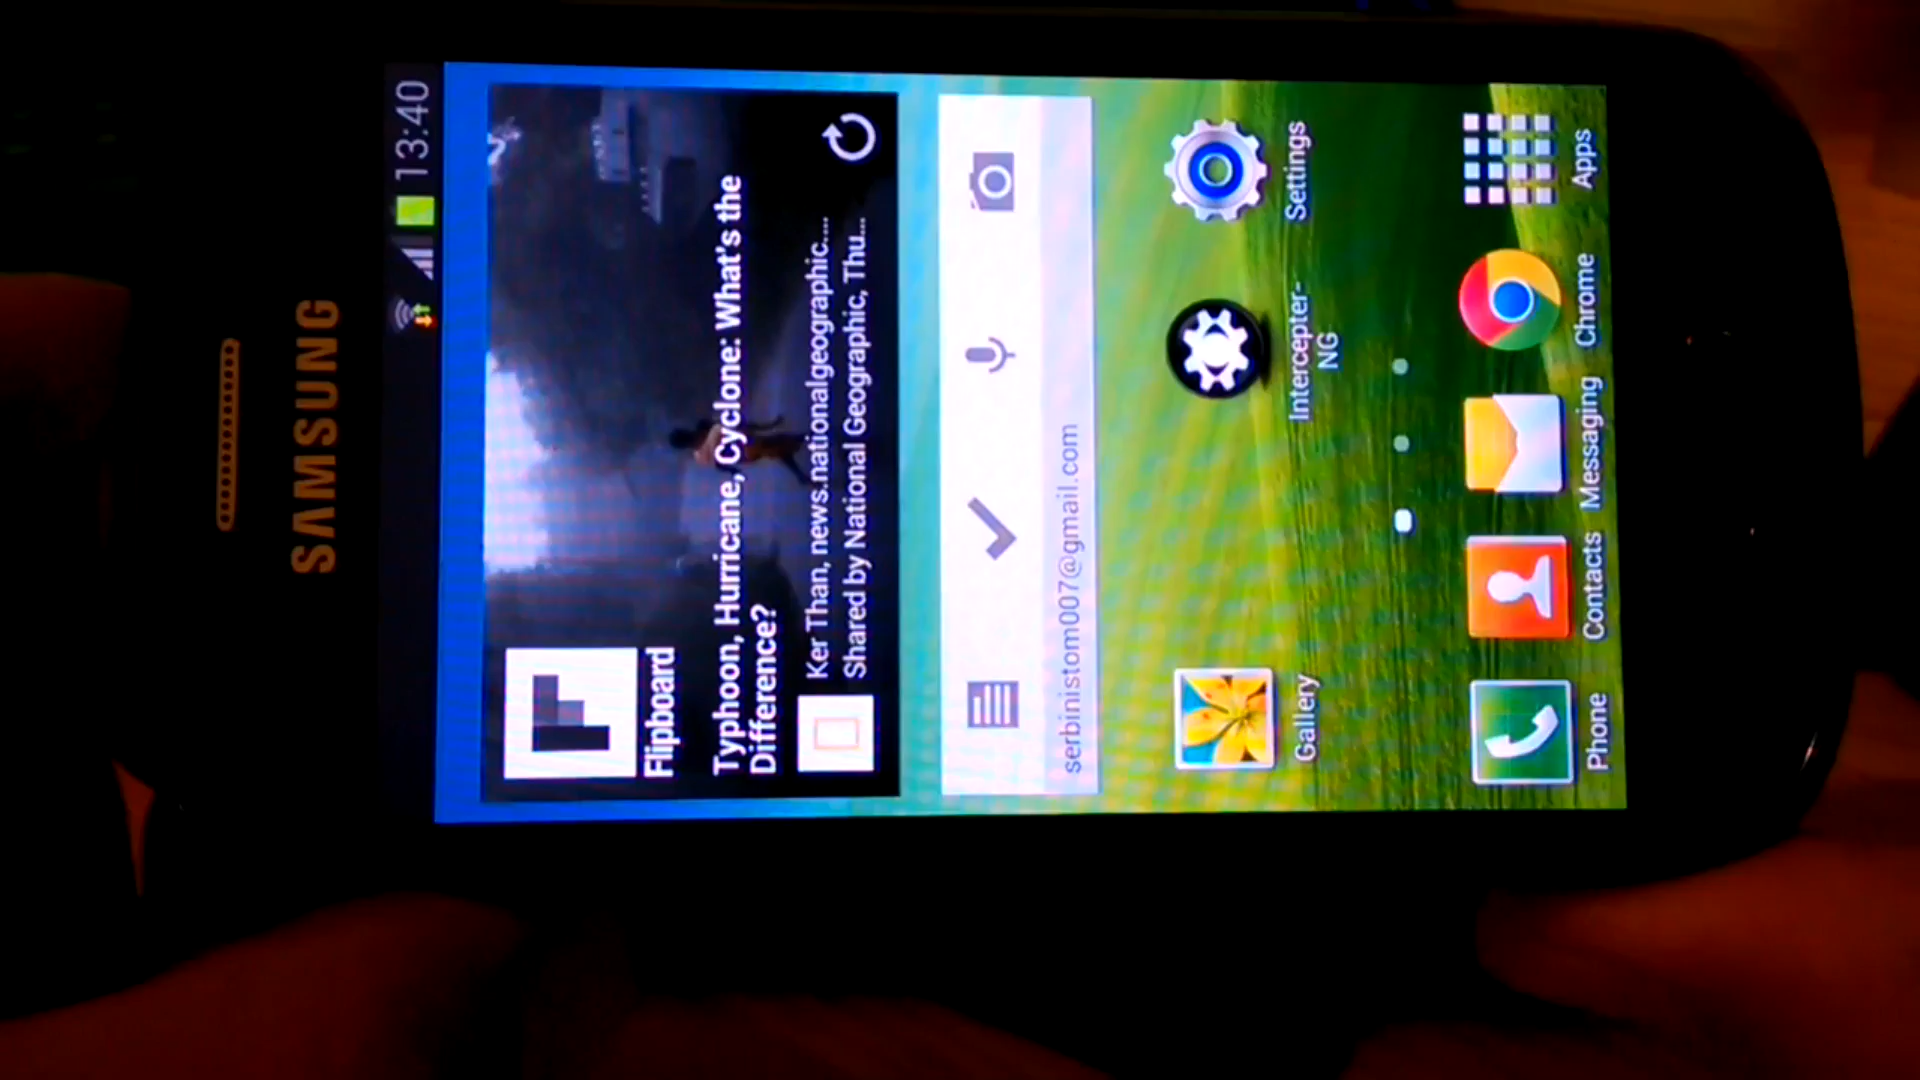 SAMSUNG
13:40
Flipboard
Typhoon, Hurricane, Cyclone: What's the
Difference?
Ker Than, news.nationalgeographic....
Shared by National Geographic, Thu...
serbinistom007@gmail.com
Gallery
Intercepter-
NG
Settings
Phone
Contacts
Messaging
Chrome
Apps